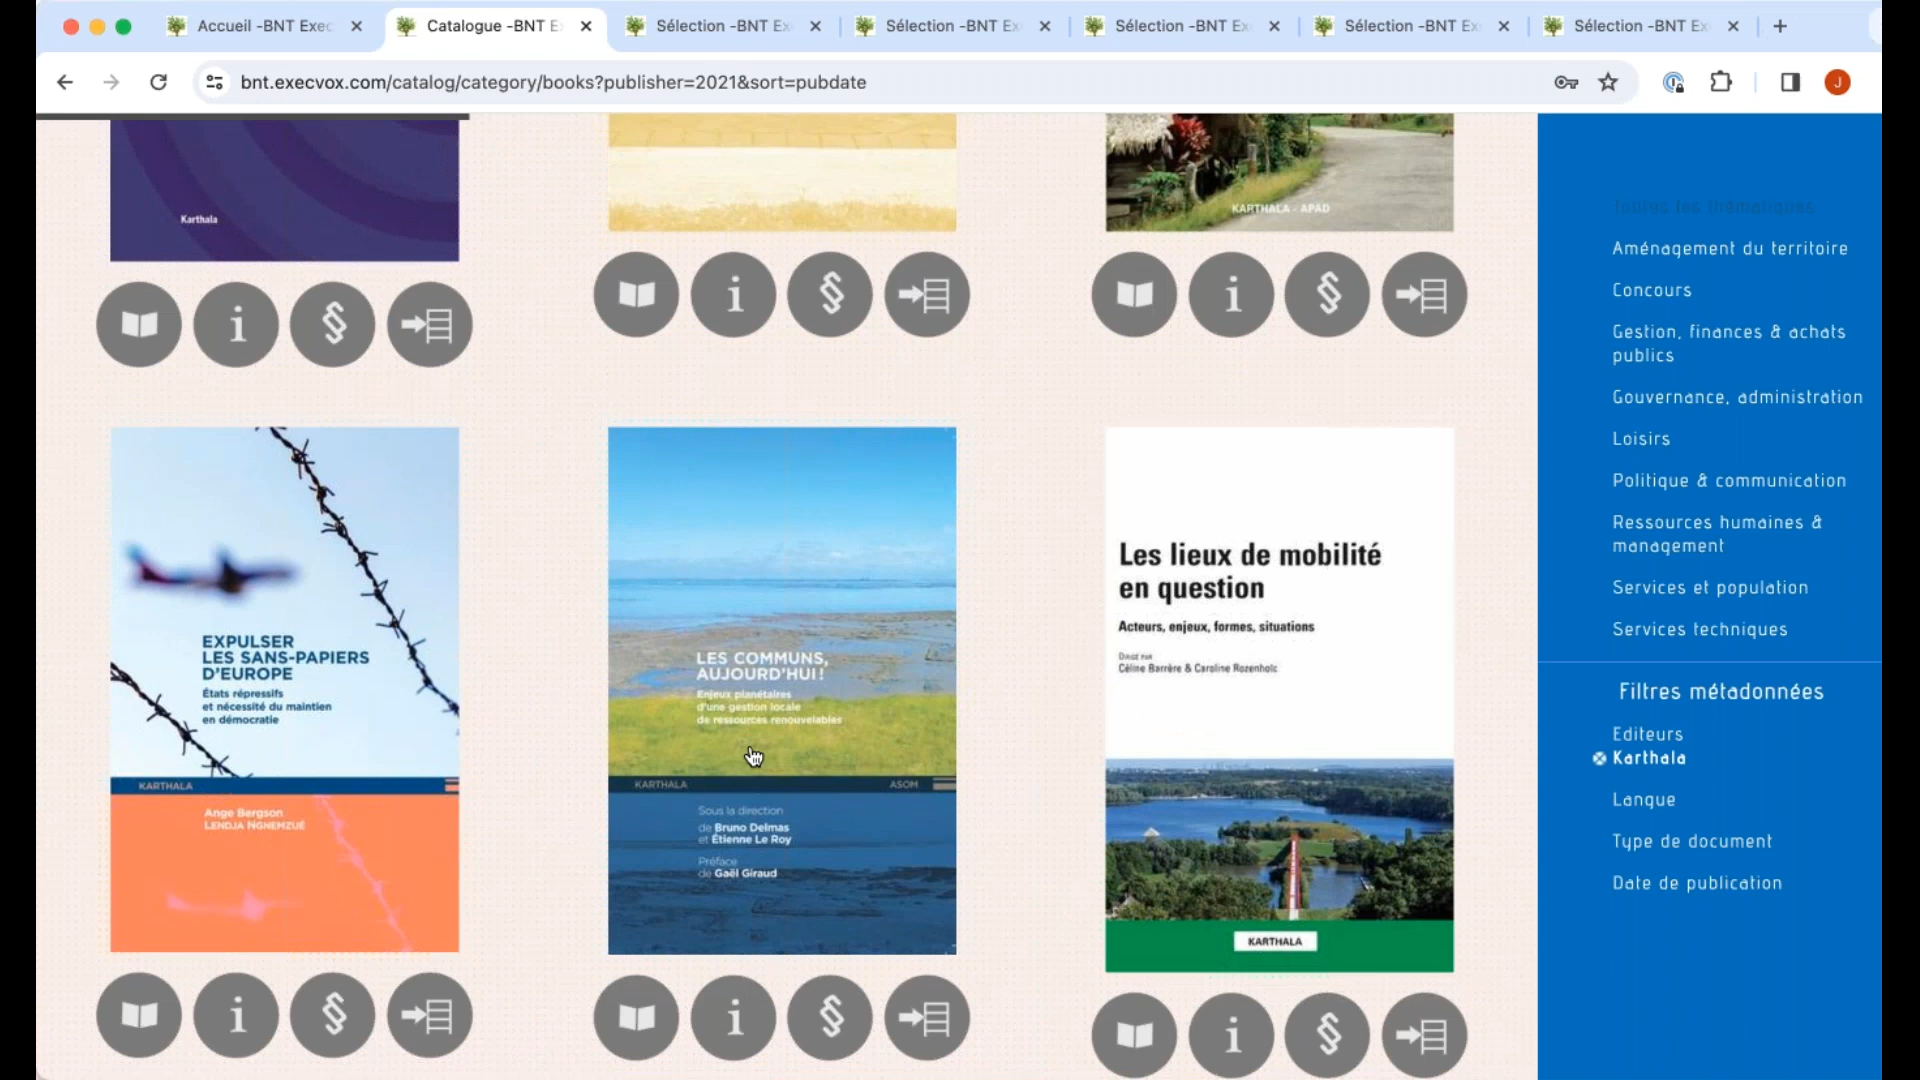 Accueil -BNT Exec
Catalogue -BNT E
Sélection -BNT Ex
Sélection -BNT Ex
Sélection -BNT Ex
Sélection -BNT Ex
Sélection -BNT Ex
bnt.execvox.com/catalog/category/books?publisher=2021&sort=pubdate
J
Karthala
KARTHALA - APAD
EXPULSER
LES SANS-PAPIERS
D'EUROPE
États répressifs
et nécessité du maintien
en démocratie
KARTHALA
Ange Bergson
LENDJA NGNEMZUÉ
LES COMMUNS,
AUJOURD'HUI !
Enjeux planétaires
d'une gestion locale
de ressources renouvelables
KARTHALA ASOM
Sous la direction
de Bruno Delmas
et Étienne Le Roy
Préface
de Gaël Giraud
Les lieux de mobilité
en question
Acteurs, enjeux, formes, situations
Dirigé par
Céline Barrère & Caroline Rozenholc
KARTHALA
Toutes les thématiques
Aménagement du territoire
Concours
Gestion, finances & achats
publics
Gouvernance, administration
Loisirs
Politique & communication
Ressources humaines &
management
Services et population
Services techniques
Filtres métadonnées
Editeurs
Karthala
Langue
Type de document
Date de publication